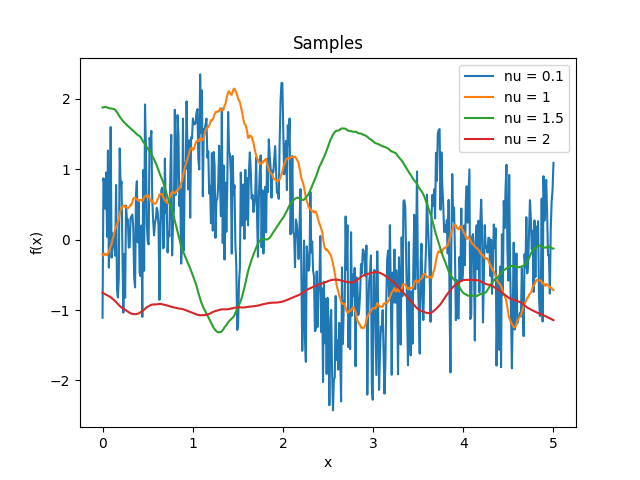 Samples
nu = 0.1
nu = 1
nu = 1.5
nu = 2
f(x)
2
1
0
−1
−2
0 1 2 3 4 5
x